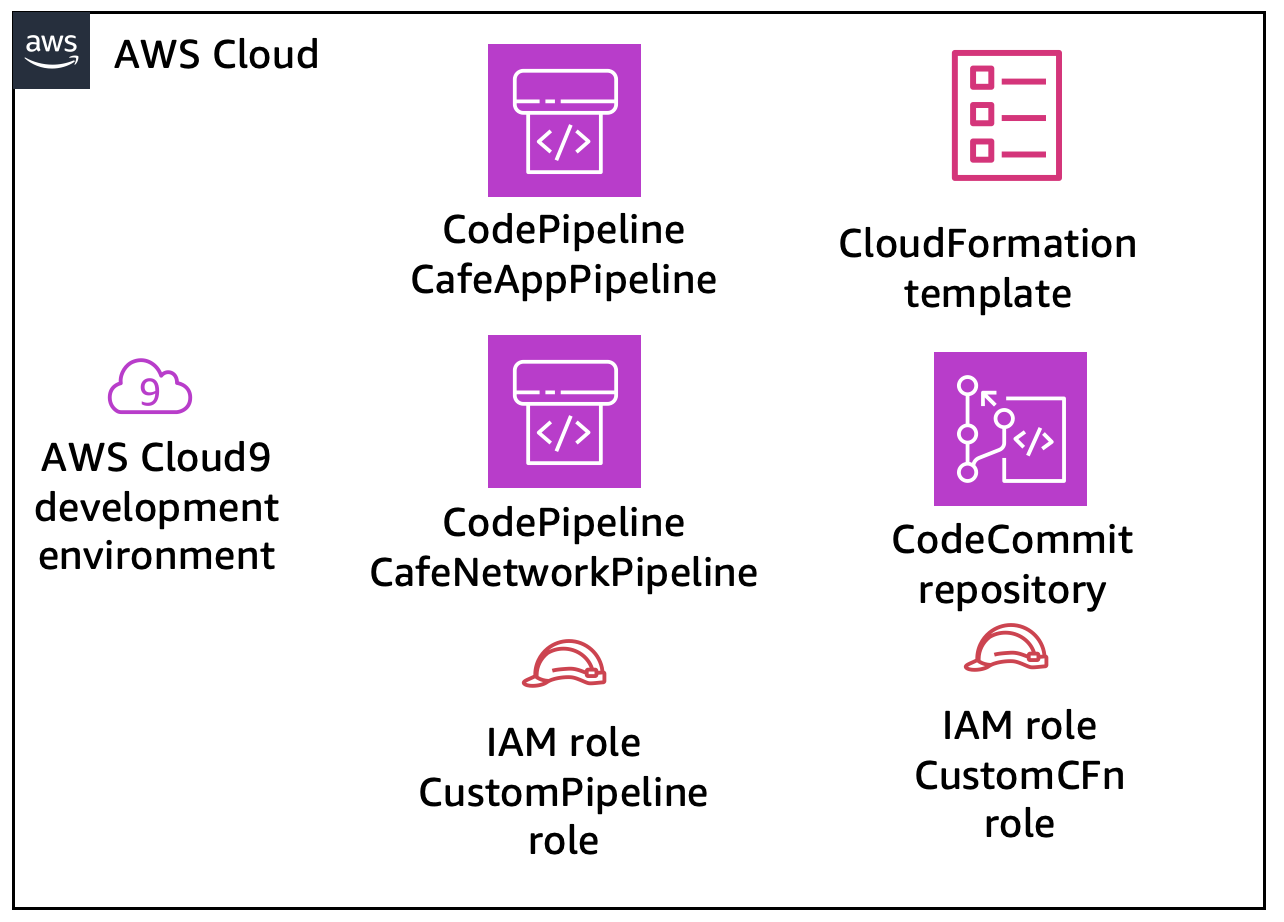 aws
AWS Cloud
CodePipeline
CafeAppPipeline
CloudFormation
template
9
AWS Cloud9
development
environment
CodePipeline
CafeNetworkPipeline
CodeCommit
repository
IAM role
CustomPipeline
role
IAM role
CustomCFn
role